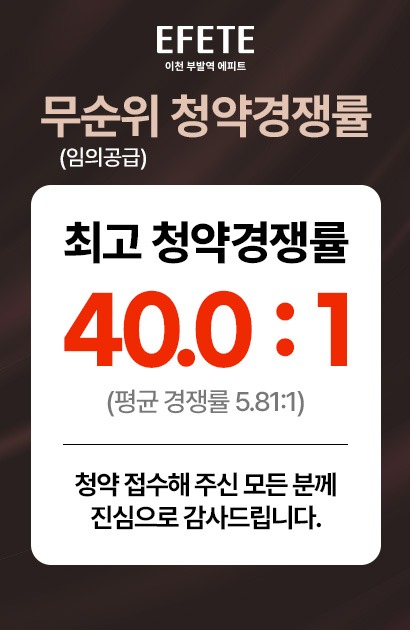 EFETE
이천 부발역 에피트
무순위 청약경쟁률
(임의공급)
최고 청약경쟁률
40.0 : 1
(평균 경쟁률 5.81:1)
청약 접수해 주신 모든 분께
진심으로 감사드립니다.